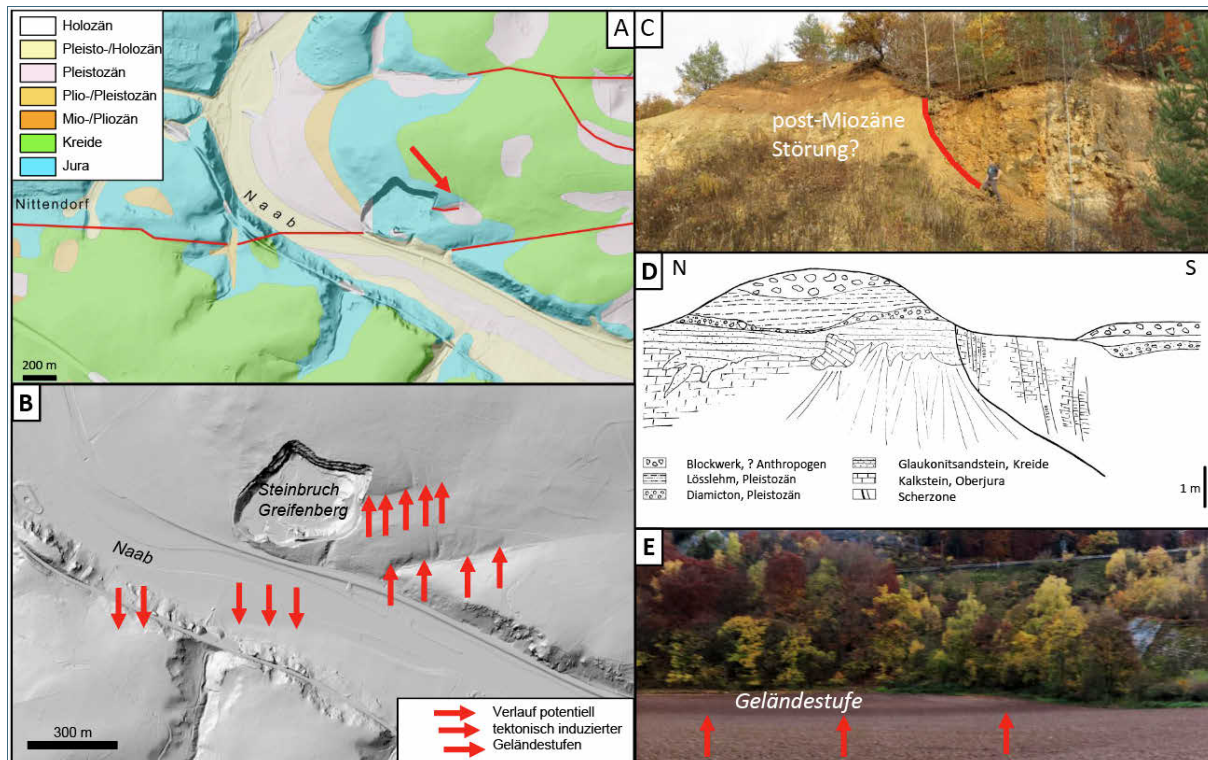 A
Holozän
Pleisto-/Holozän
Pleistozän
Plio-/Pleistozän
Mio-/Pliozän
Kreide
Jura
Nittendorf
Naab
200 m
B
Steinbruch
Greifenberg
Naab
300 m
Verlauf potentiell
tektonisch induzierter
Geländestufen
C
post-Miozäne
Störung?
D
N
S
Blockwerk, ? Anthropogen
Lösslehm, Pleistozän
Diamicton, Pleistozän
Glaukonitsandstein, Kreide
Kalkstein, Oberjura
Scherzone
1 m
E
Geländestufe